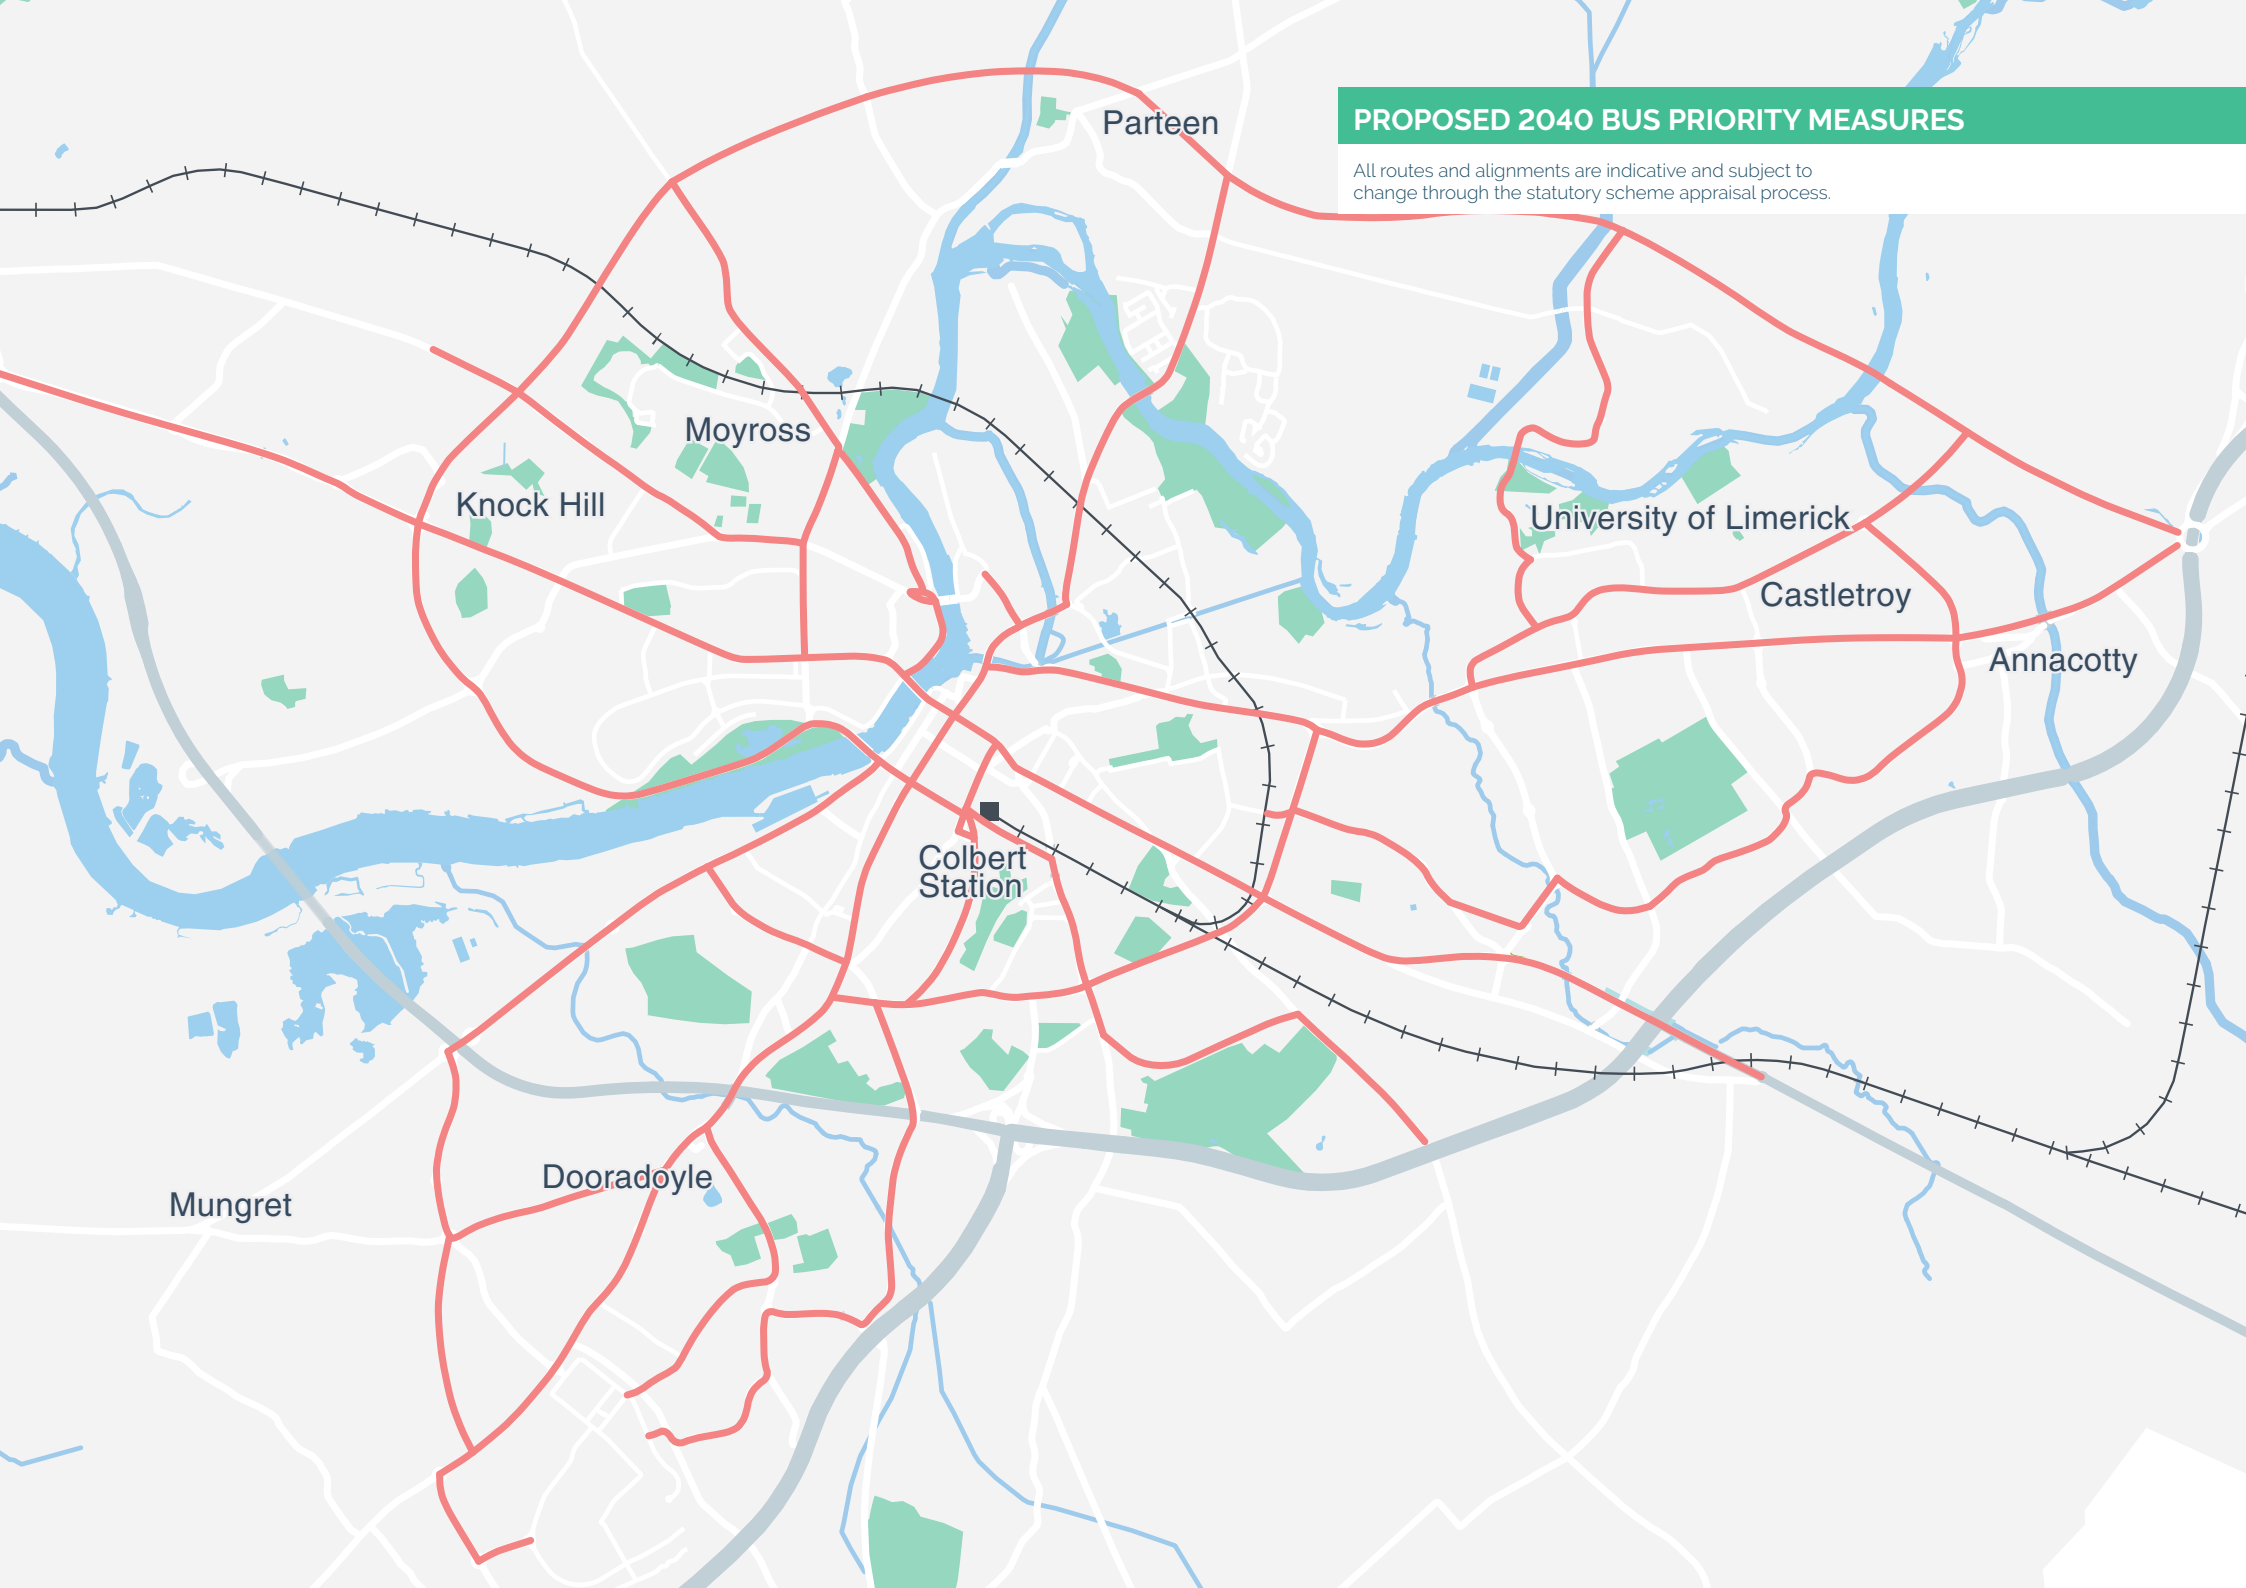 PROPOSED 2040 BUS PRIORITY MEASURES
All routes and alignments are indicative and subject to
change through the statutory scheme appraisal process.
Parteen
Moyross
Knock Hill
University of Limerick
Castletroy
Annacotty
Colbert
Station
Dooradoyle
Mungret